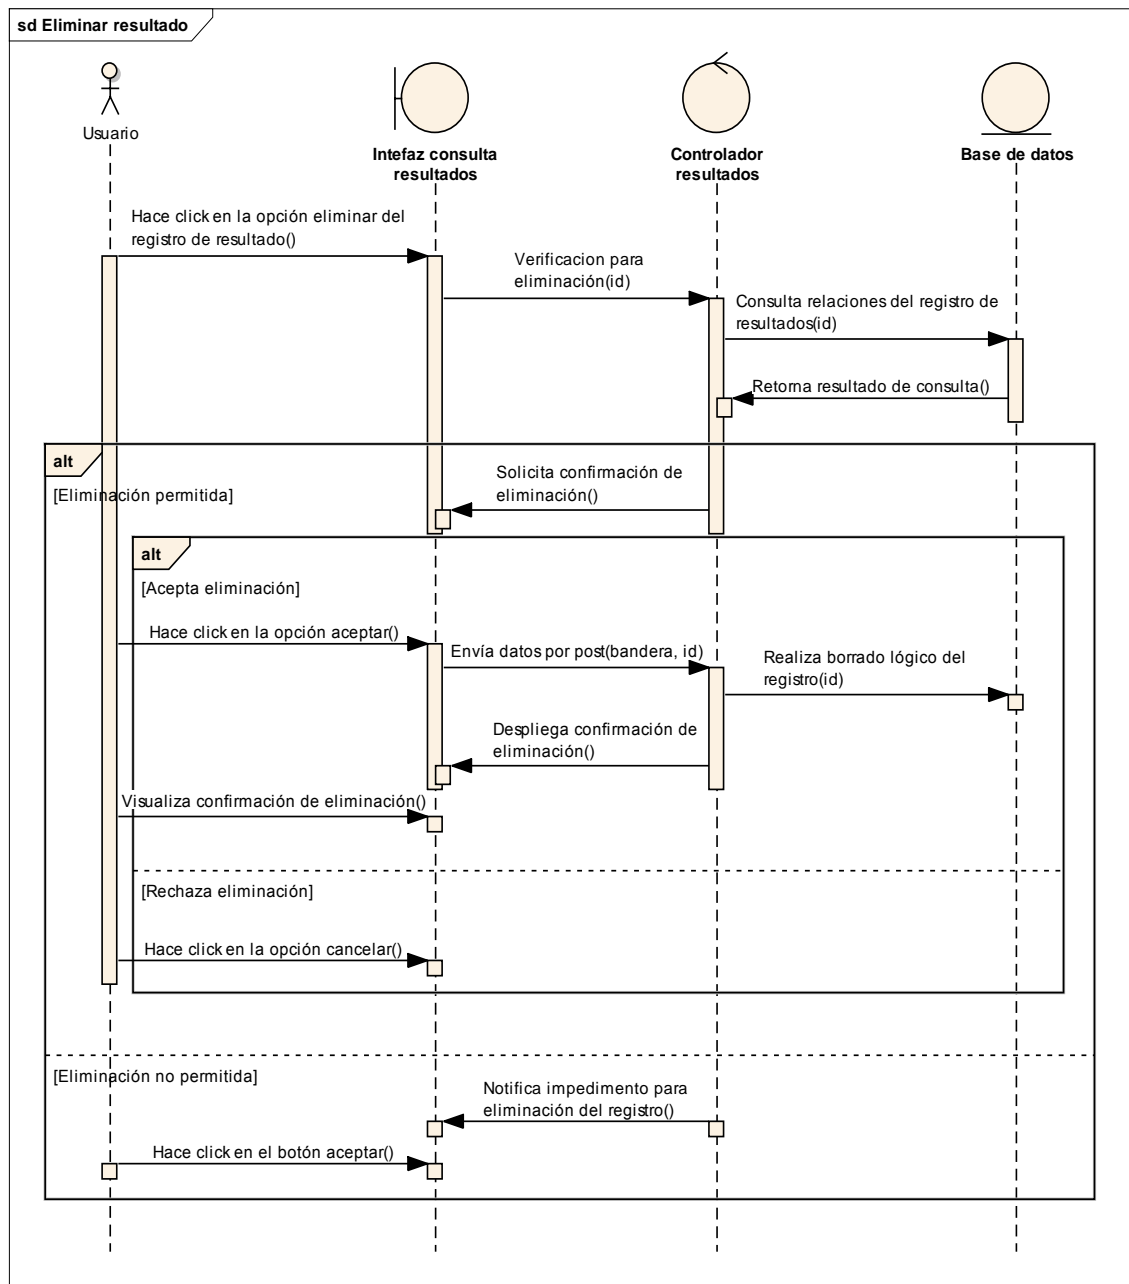 sd Eliminar resultado
Usuario
Intefaz consulta
resultados
Controlador
resultados
Base de datos
Hace click en la opción eliminar del
registro de resultado()
Verificacion para
eliminación(id)
Consulta relaciones del registro de
resultados(id)
Retorna resultado de consulta()
alt
[Eliminación permitida]
Solicita confirmación de
eliminación()
alt
[Acepta eliminación]
Hace click en la opción aceptar()
Envía datos por post(bandera, id)
Realiza borrado lógico del
registro(id)
Despliega confirmación de
eliminación()
Visualiza confirmación de eliminación()
[Rechaza eliminación]
Hace click en la opción cancelar()
[Eliminación no permitida]
Notifica impedimento para
eliminación del registro()
Hace click en el botón aceptar()